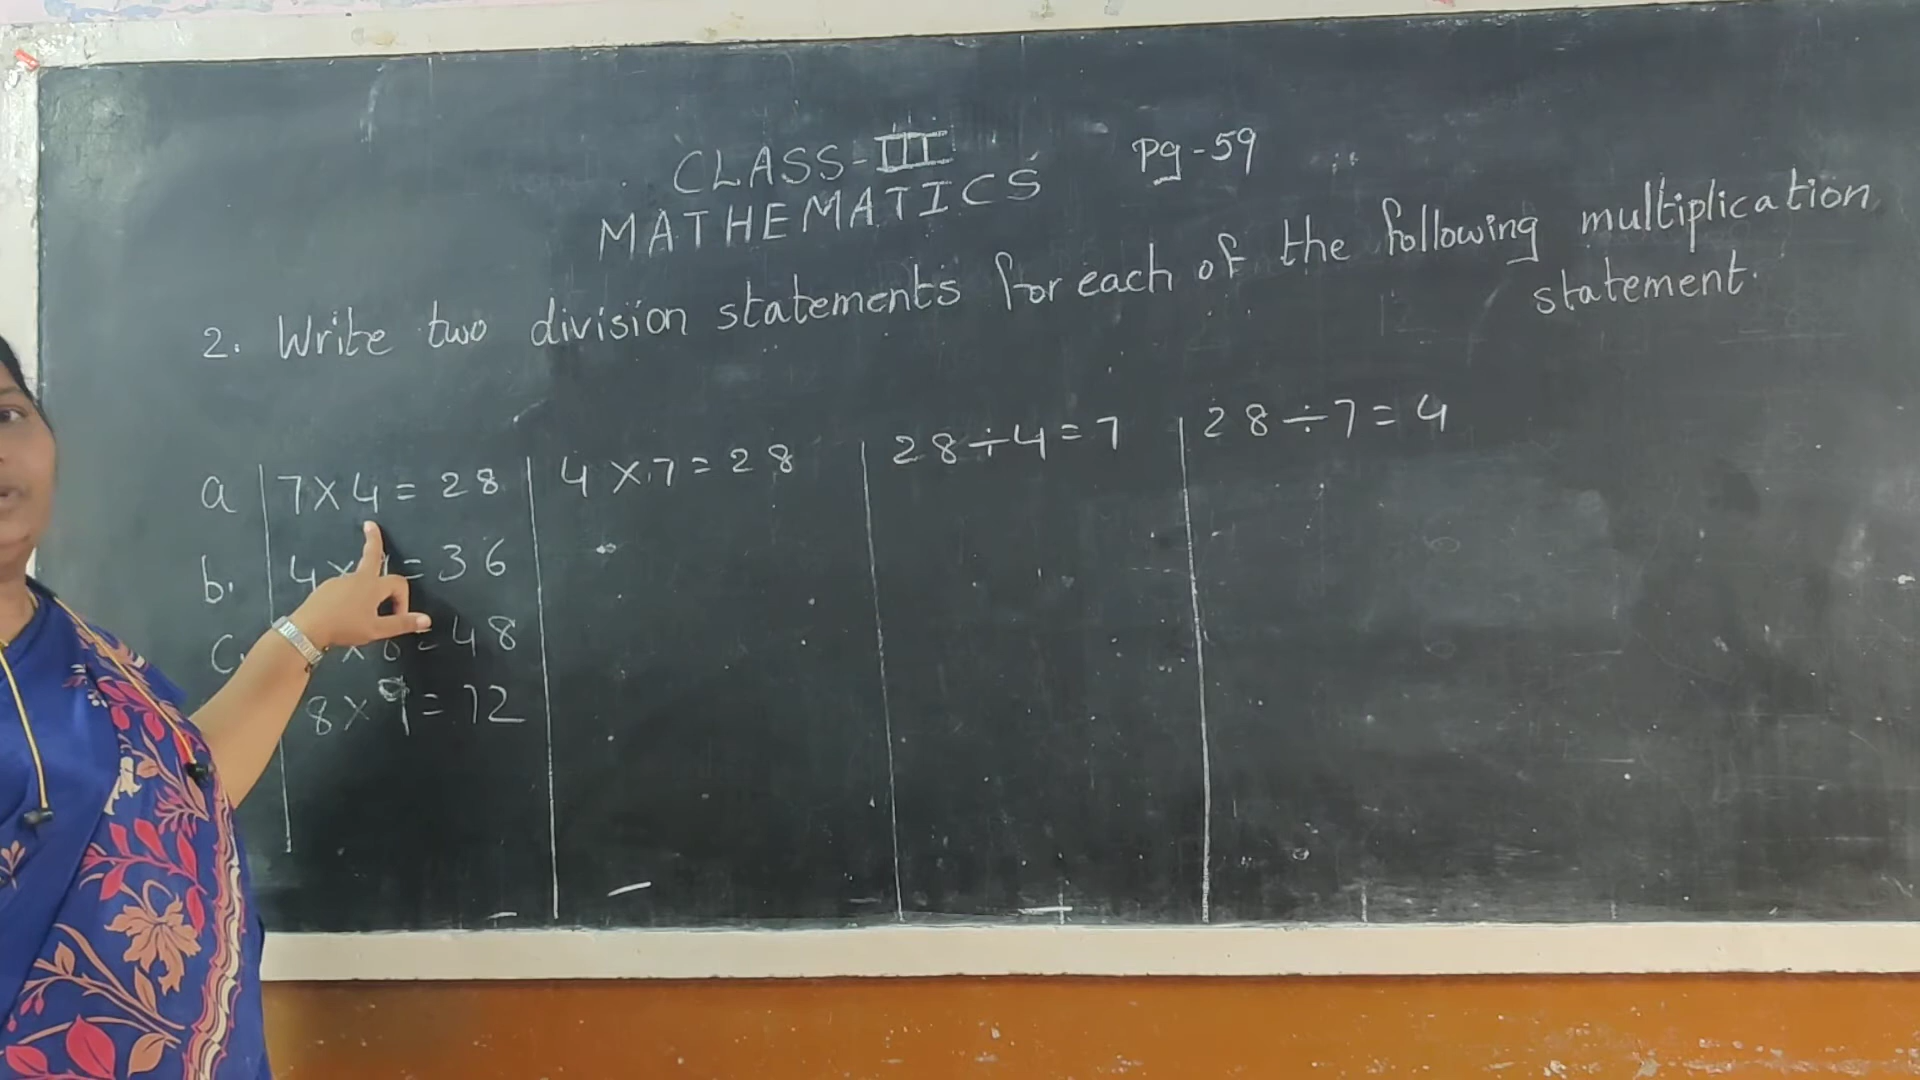 CLASS-III
MATHEMATICS
Pg-59
2. Write two division statements for each of the following multiplication
statement.
a 7×4=28 4×7=28 28÷4=7 28÷7=4
b. 4× =36
c. ×6=48
8×9=72